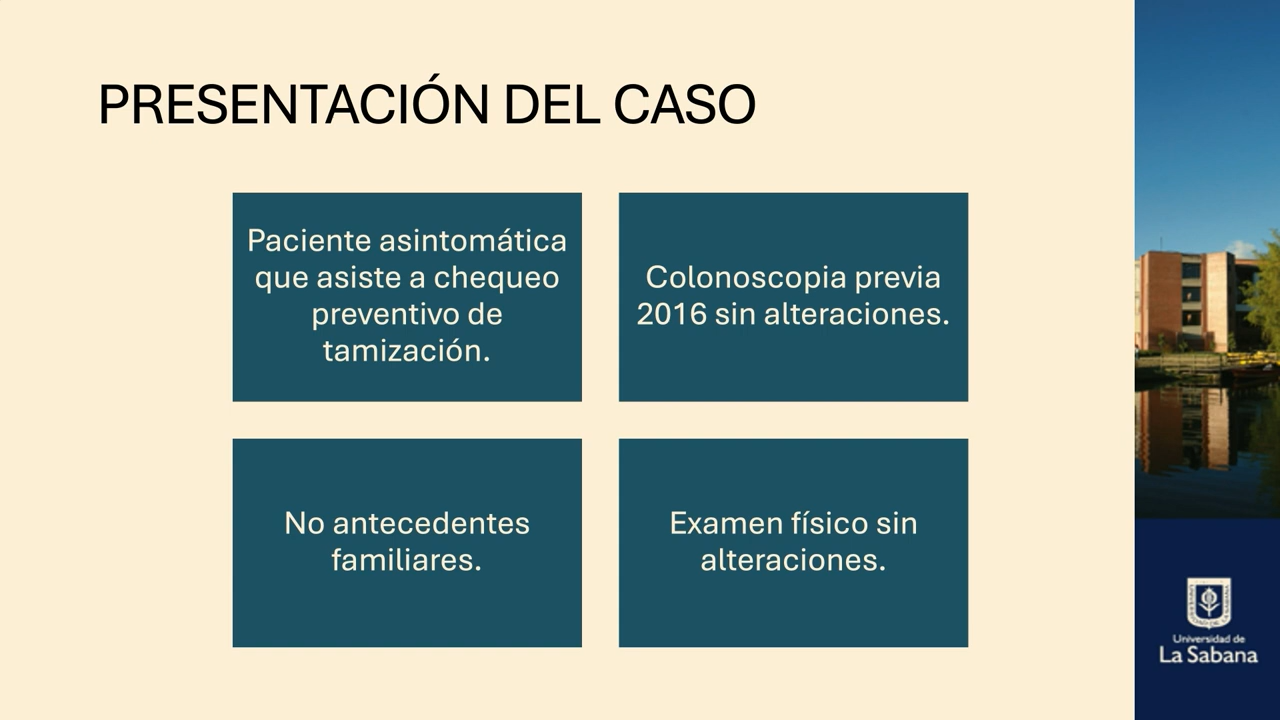 PRESENTACIÓN DEL CASO
Paciente asintomática
que asiste a chequeo
preventivo de
tamización.
Colonoscopia previa
2016 sin alteraciones.
No antecedentes
familiares.
Examen físico sin
alteraciones.
Universidad de
La Sabana